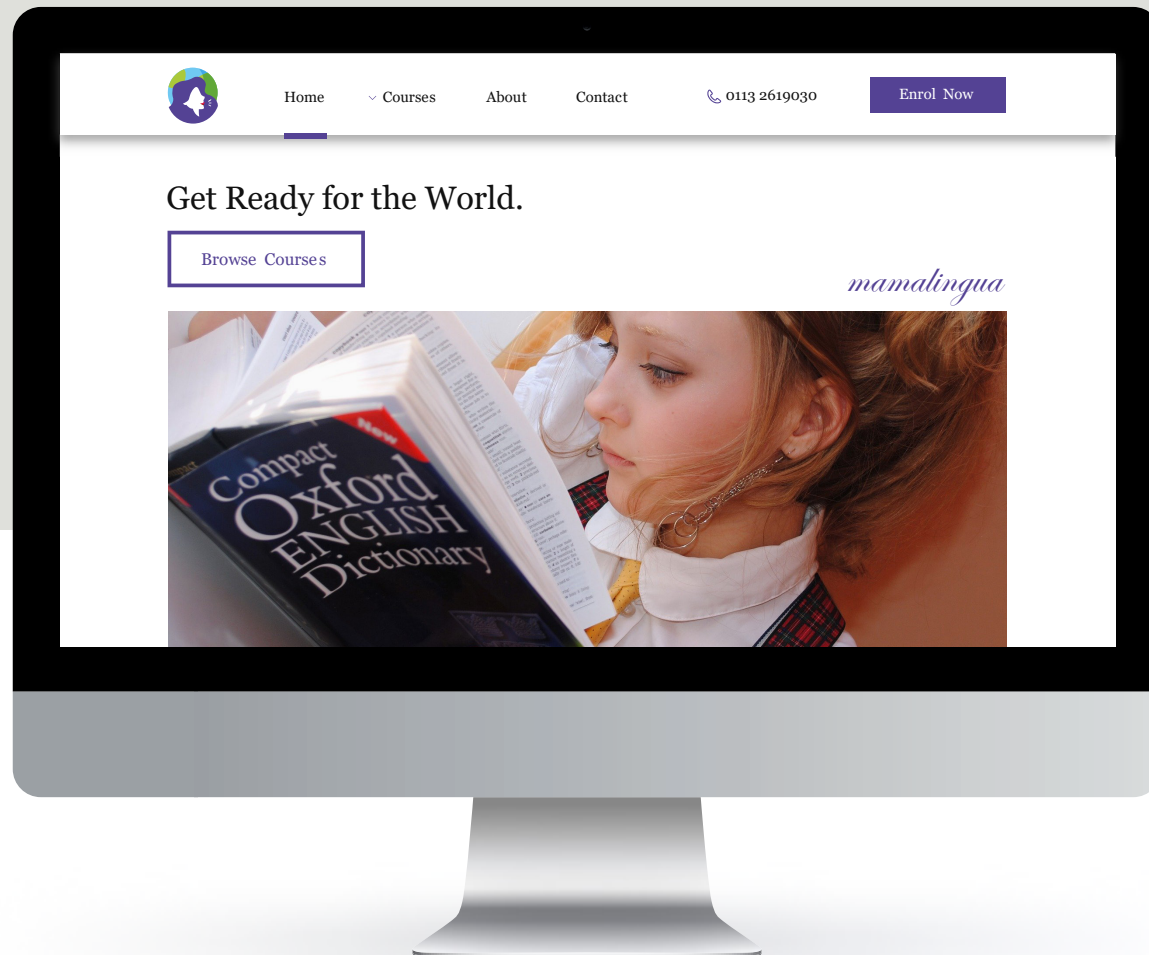 Home
Courses
About
Contact
0113 2619030
Enrol Now
Get Ready for the World.
Browse Courses
mamalingua
New
Compact
Oxford
ENGLISH
Dictionary